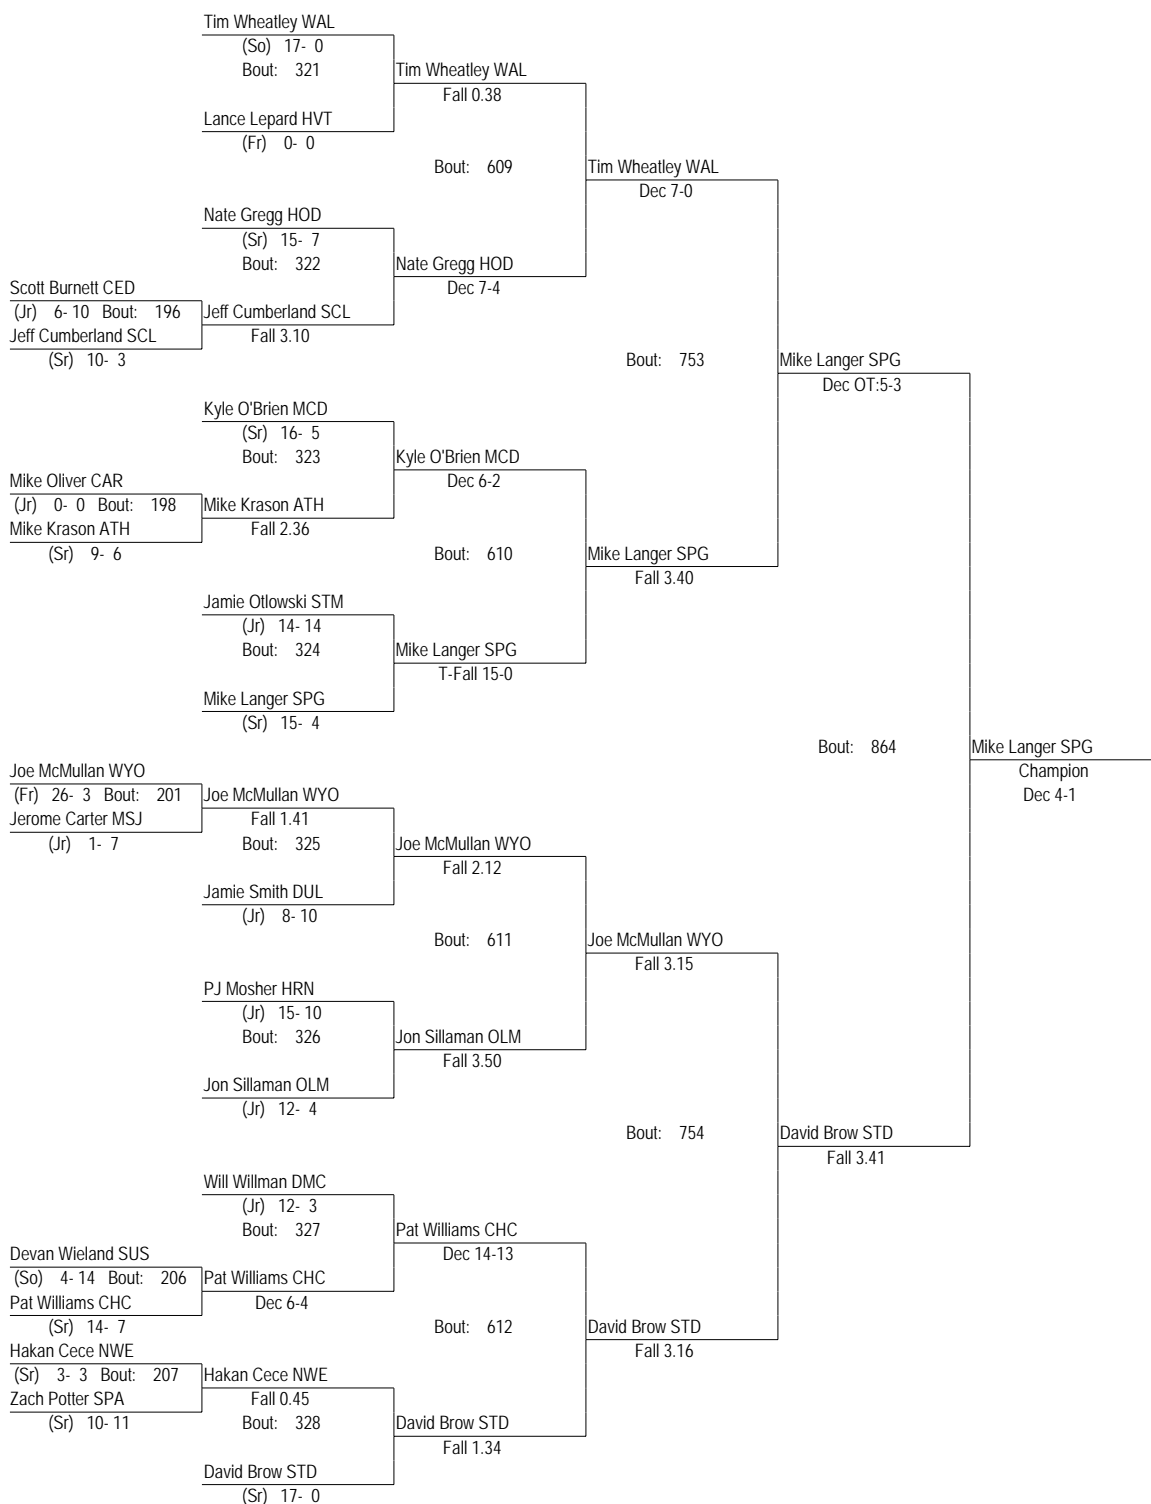 Tim Wheatley WAL
(So) 17- 0
Bout: 321
Tim Wheatley WAL
Fall 0.38
Lance Lepard HVT
(Fr) 0- 0
Bout: 609
Tim Wheatley WAL
Dec 7-0
Nate Gregg HOD
(Sr) 15- 7
Bout: 322
Nate Gregg HOD
Dec 7-4
Scott Burnett CED
(Jr) 6- 10 Bout: 196
Jeff Cumberland SCL
Fall 3.10
Jeff Cumberland SCL
(Sr) 10- 3
Bout: 753
Mike Langer SPG
Dec OT:5-3
Kyle O'Brien MCD
(Sr) 16- 5
Bout: 323
Kyle O'Brien MCD
Dec 6-2
Mike Oliver CAR
(Jr) 0- 0 Bout: 198
Mike Krason ATH
Fall 2.36
Mike Krason ATH
(Sr) 9- 6
Bout: 610
Mike Langer SPG
Fall 3.40
Jamie Otlowski STM
(Jr) 14- 14
Bout: 324
Mike Langer SPG
T-Fall 15-0
Mike Langer SPG
(Sr) 15- 4
Bout: 864
Mike Langer SPG
Champion
Dec 4-1
Joe McMullan WYO
(Fr) 26- 3 Bout: 201
Joe McMullan WYO
Fall 1.41
Jerome Carter MSJ
(Jr) 1- 7
Bout: 325
Joe McMullan WYO
Fall 2.12
Jamie Smith DUL
(Jr) 8- 10
Bout: 611
Joe McMullan WYO
Fall 3.15
PJ Mosher HRN
(Jr) 15- 10
Bout: 326
Jon Sillaman OLM
Fall 3.50
Jon Sillaman OLM
(Jr) 12- 4
Bout: 754
David Brow STD
Fall 3.41
Will Willman DMC
(Jr) 12- 3
Bout: 327
Pat Williams CHC
Dec 14-13
Devan Wieland SUS
(So) 4- 14 Bout: 206
Pat Williams CHC
Dec 6-4
Pat Williams CHC
(Sr) 14- 7
Bout: 612
David Brow STD
Fall 3.16
Hakan Cece NWE
(Sr) 3- 3 Bout: 207
Hakan Cece NWE
Fall 0.45
Zach Potter SPA
(Sr) 10- 11
Bout: 328
David Brow STD
Fall 1.34
David Brow STD
(Sr) 17- 0